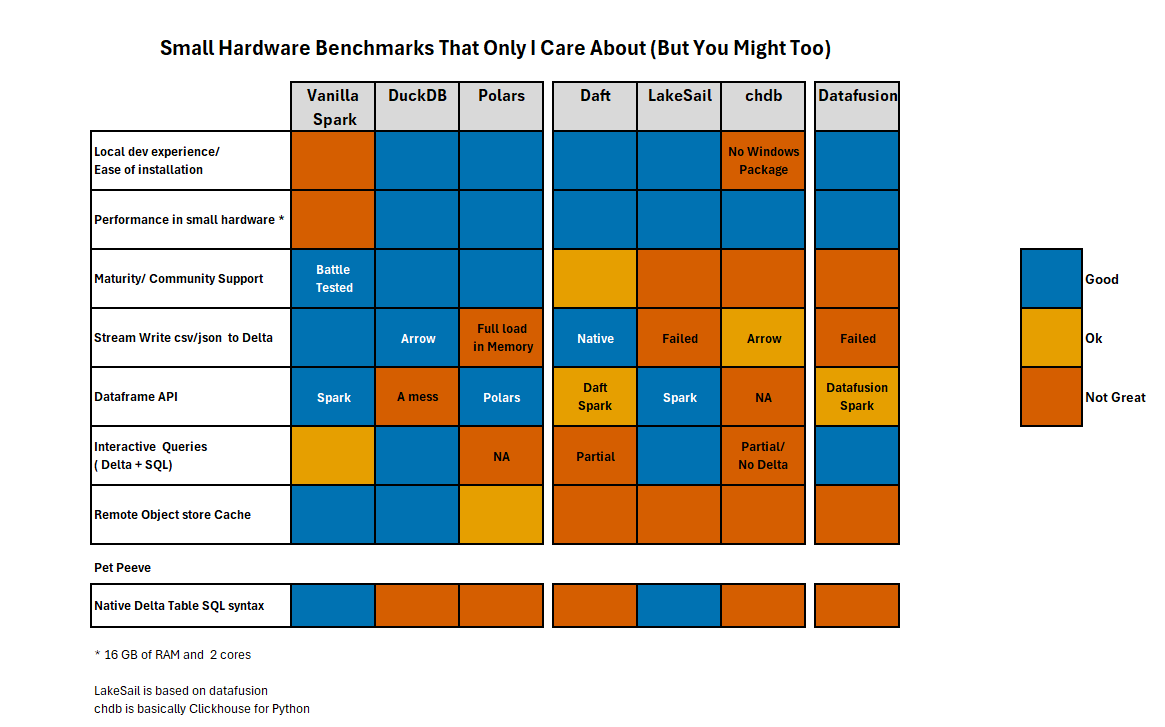 Small Hardware Benchmarks That Only I Care About (But You Might Too)
Vanilla
Spark
DuckDB
Polars
Daft
LakeSail
chdb
Datafusion
Local dev experience/
Ease of installation
No Windows
Package
Performance in small hardware *
Maturity/ Community Support
Battle
Tested
Stream Write csv/json to Delta
Arrow
Full load
in Memory
Native
Failed
Arrow
Failed
Dataframe API
Spark
A mess
Polars
Daft
Spark
Spark
NA
Datafusion
Spark
Interactive Queries
( Delta + SQL)
NA
Partial
Partial/
No Delta
Remote Object store Cache
Good
Ok
Not Great
Pet Peeve
Native Delta Table SQL syntax
* 16 GB of RAM and 2 cores
LakeSail is based on datafusion
chdb is basically Clickhouse for Python